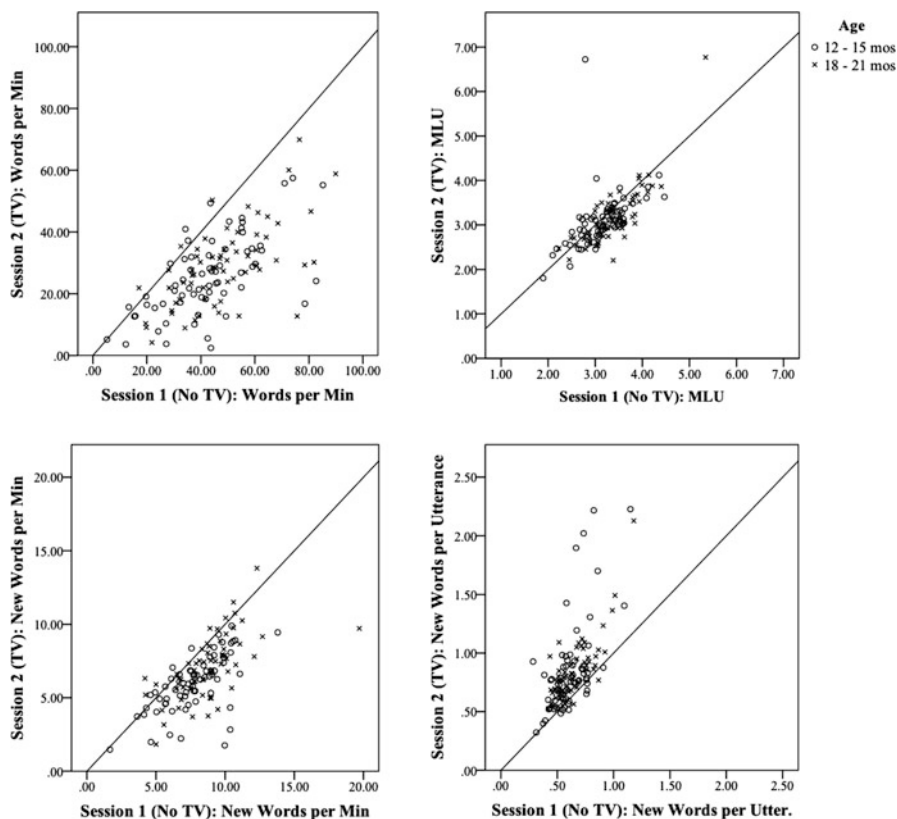 100.00
80.00
60.00
40.00
20.00
.00
Session 2 (TV): Words per Min
.00 20.00 40.00 60.00 80.00 100.00
Session 1 (No TV): Words per Min
7.00
6.00
5.00
4.00
3.00
2.00
1.00
.00
Session 2 (TV): MLU
1.00 2.00 3.00 4.00 5.00 6.00 7.00
Session 1 (No TV): MLU
Age
12 - 15 mos
18 - 21 mos
20.00
15.00
10.00
5.00
.00
Session 2 (TV): New Words per Min
.00 5.00 10.00 15.00 20.00
Session 1 (No TV): New Words per Min
2.50
2.00
1.50
1.00
.50
.00
Session 2 (TV): New Words per Utterance
.00 .50 1.00 1.50 2.00 2.50
Session 1 (No TV): New Words per Utter.